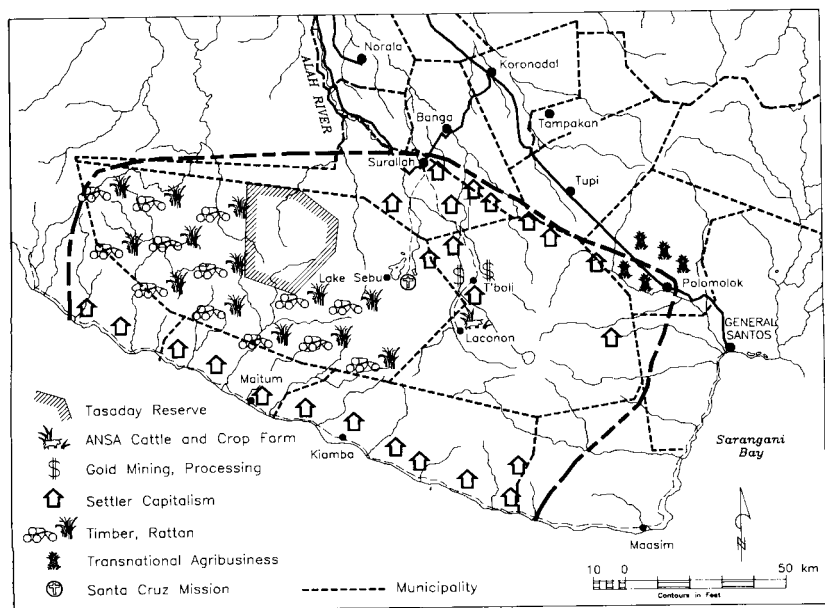 Norala
Koronadal
ALAH RIVER
Banga
Tampakan
Surallah
Tupi
Lake Sebu
T'boli
Polomolok
Laconon
GENERAL
SANTOS
Maitum
Kiamba
Sarangani
Bay
Maasim
Tasaday Reserve
ANSA Cattle and Crop Farm
$ Gold Mining, Processing
Settler Capitalism
Timber, Rattan
Transnational Agribusiness
Santa Cruz Mission
Municipality
N
10 0 50 km
Contours in Feet